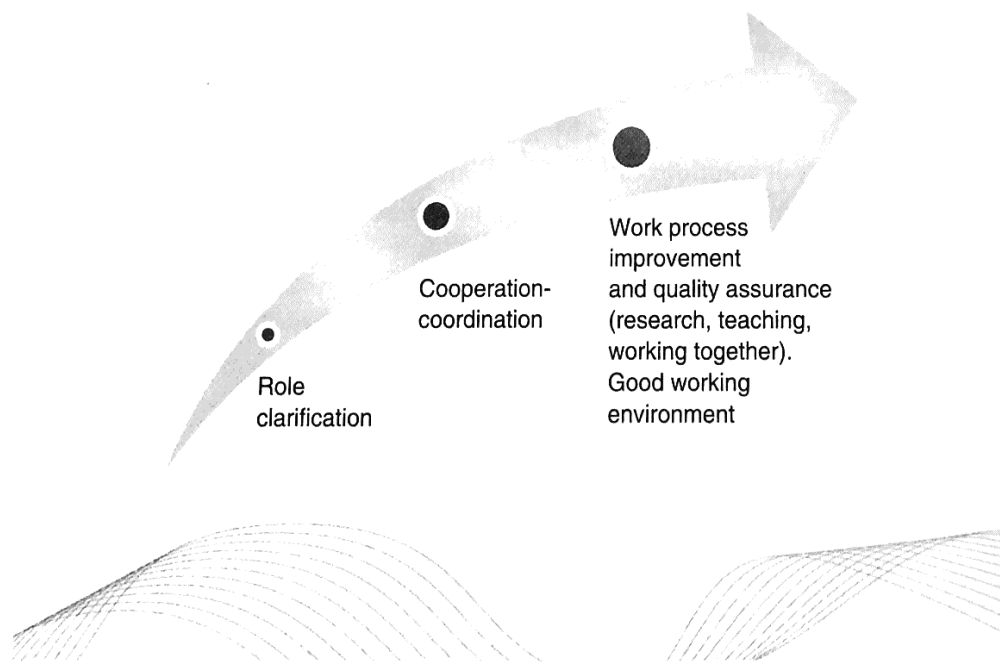 Role
clarification
Cooperation-
coordination
Work process
improvement
and quality assurance
(research, teaching,
working together).
Good working
environment